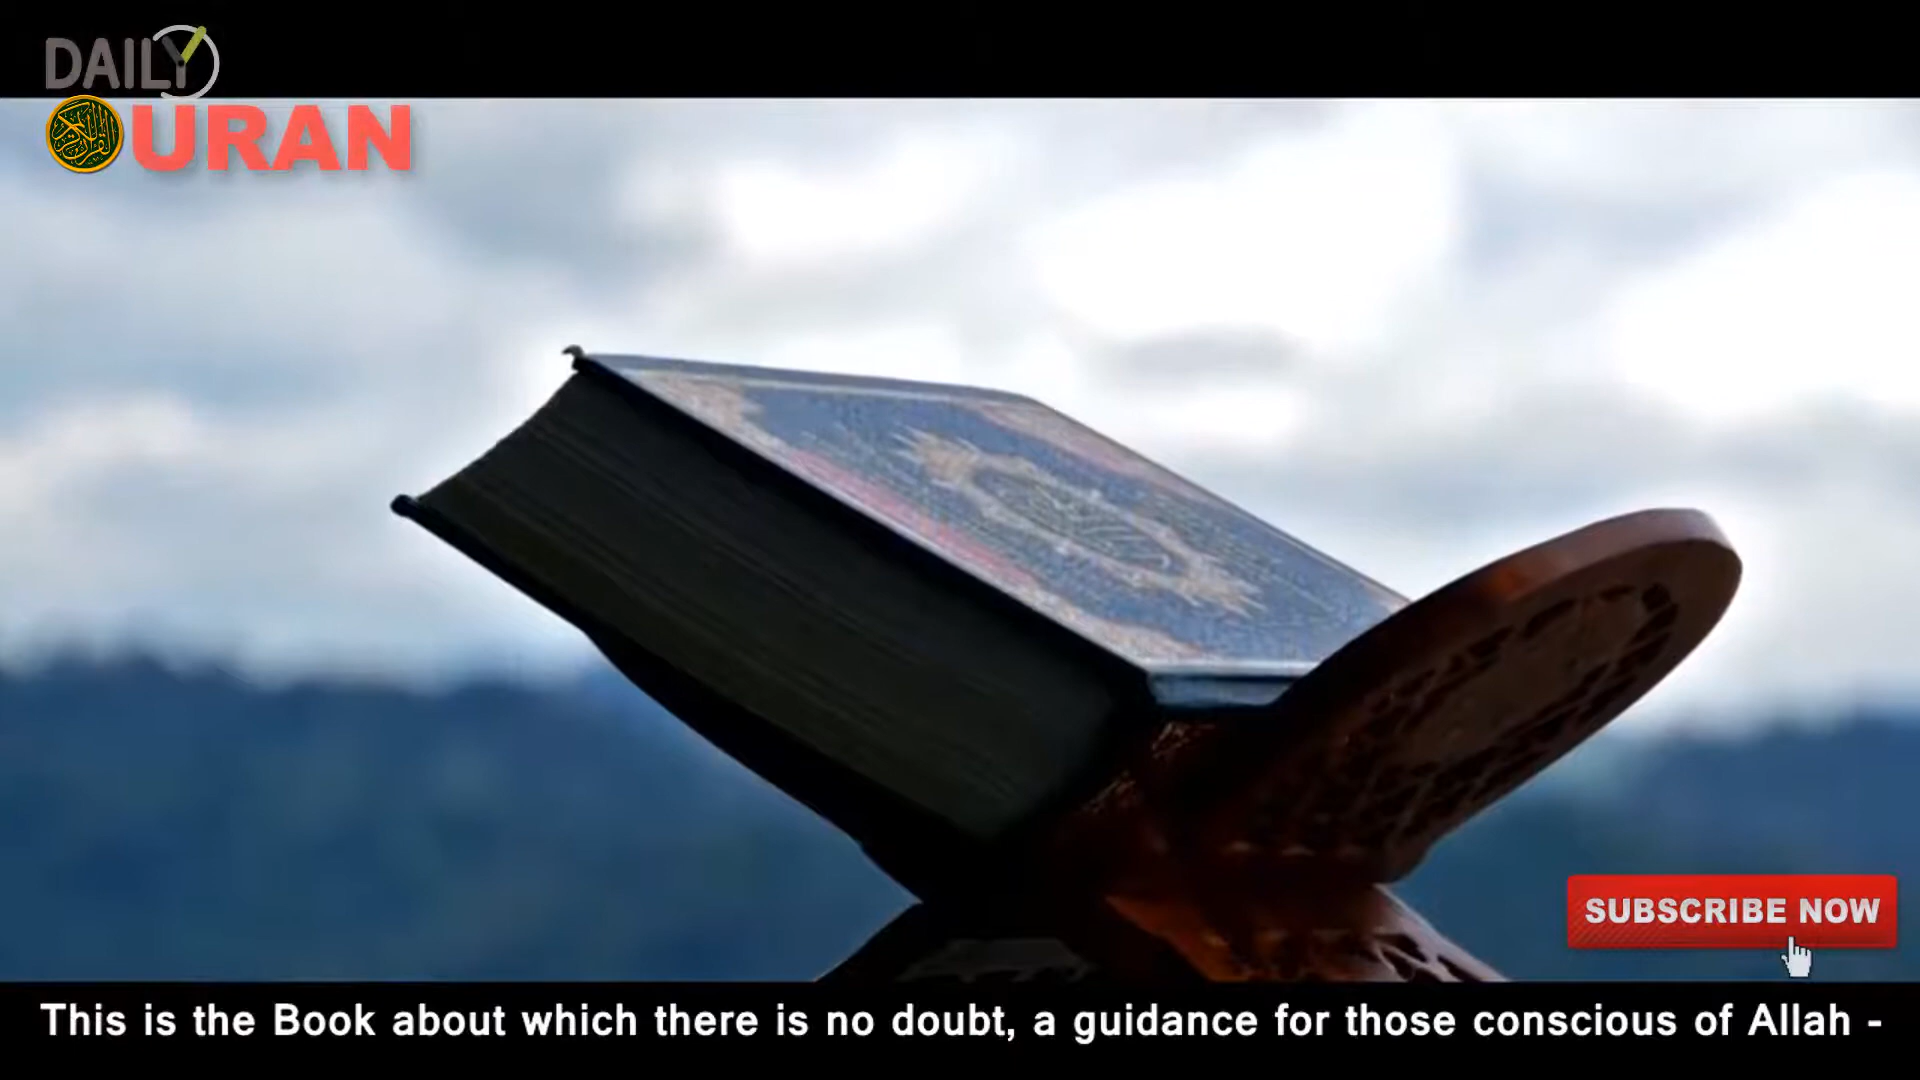 DAILY
URAN
SUBSCRIBE NOW
This is the Book about which there is no doubt, a guidance for those conscious of Allah -